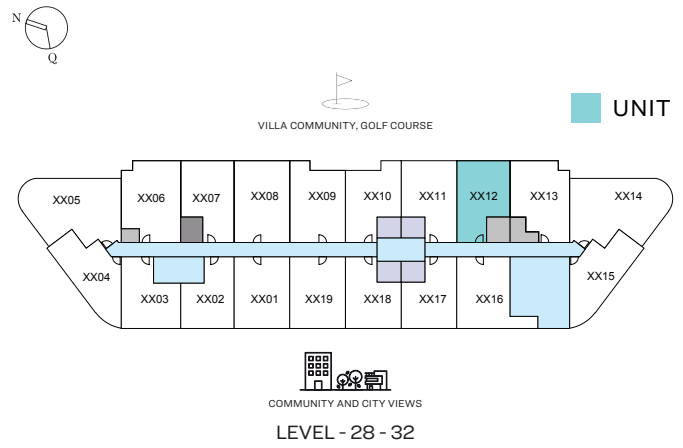 N
Q
VILLA COMMUNITY, GOLF COURSE
UNIT
XX05
XX06
XX07
XX08
XX09
XX10
XX11
XX12
XX13
XX14
XX04
XX03
XX02
XX01
XX19
XX18
XX17
XX16
XX15
COMMUNITY AND CITY VIEWS
LEVEL - 28 - 32